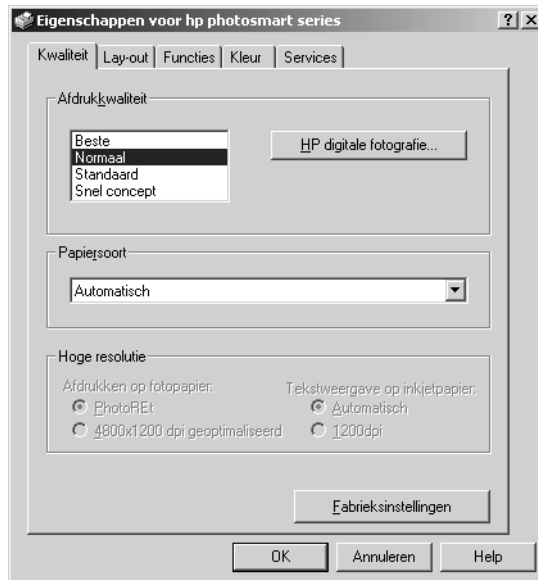 Eigenschappen voor hp photosmart series
Kwaliteit Lay-out Functies Kleur Services
Afdrukkwaliteit
Beste
Normaal
Standaard
Snel concept
HP digitale fotografie...
Papiersoort
Automatisch
Hoge resolutie
Afdrukken op fotopapier:
PhotoREt
4800x1200 dpi geoptimaliseerd
Tekstweergave op inkjetpapier:
Automatisch
1200dpi
Fabrieksinstellingen
OK Annuleren Help